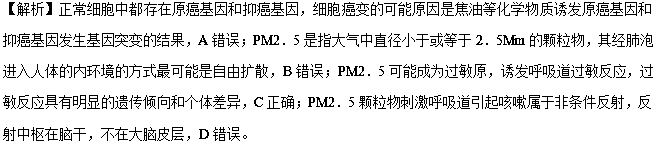 【解析】正常细胞中都存在原癌基因和抑癌基因，细胞癌变的可能原因是焦油等化学物质诱发原癌基因和
抑癌基因发生基因突变的结果，A 错误；PM2．5 是指大气中直径小于或等于 2．5Mm 的颗粒物，其经肺泡
进入人体的内环境的方式最可能是自由扩散，B 错误；PM2．5 可能成为过敏原，诱发呼吸道过敏反应，过
敏反应具有明显的遗传倾向和个体差异，C 正确；PM2．5 颗粒物刺激呼吸道引起咳嗽属于非条件反射，反
射中枢在脑干，不在大脑皮层，D 错误。